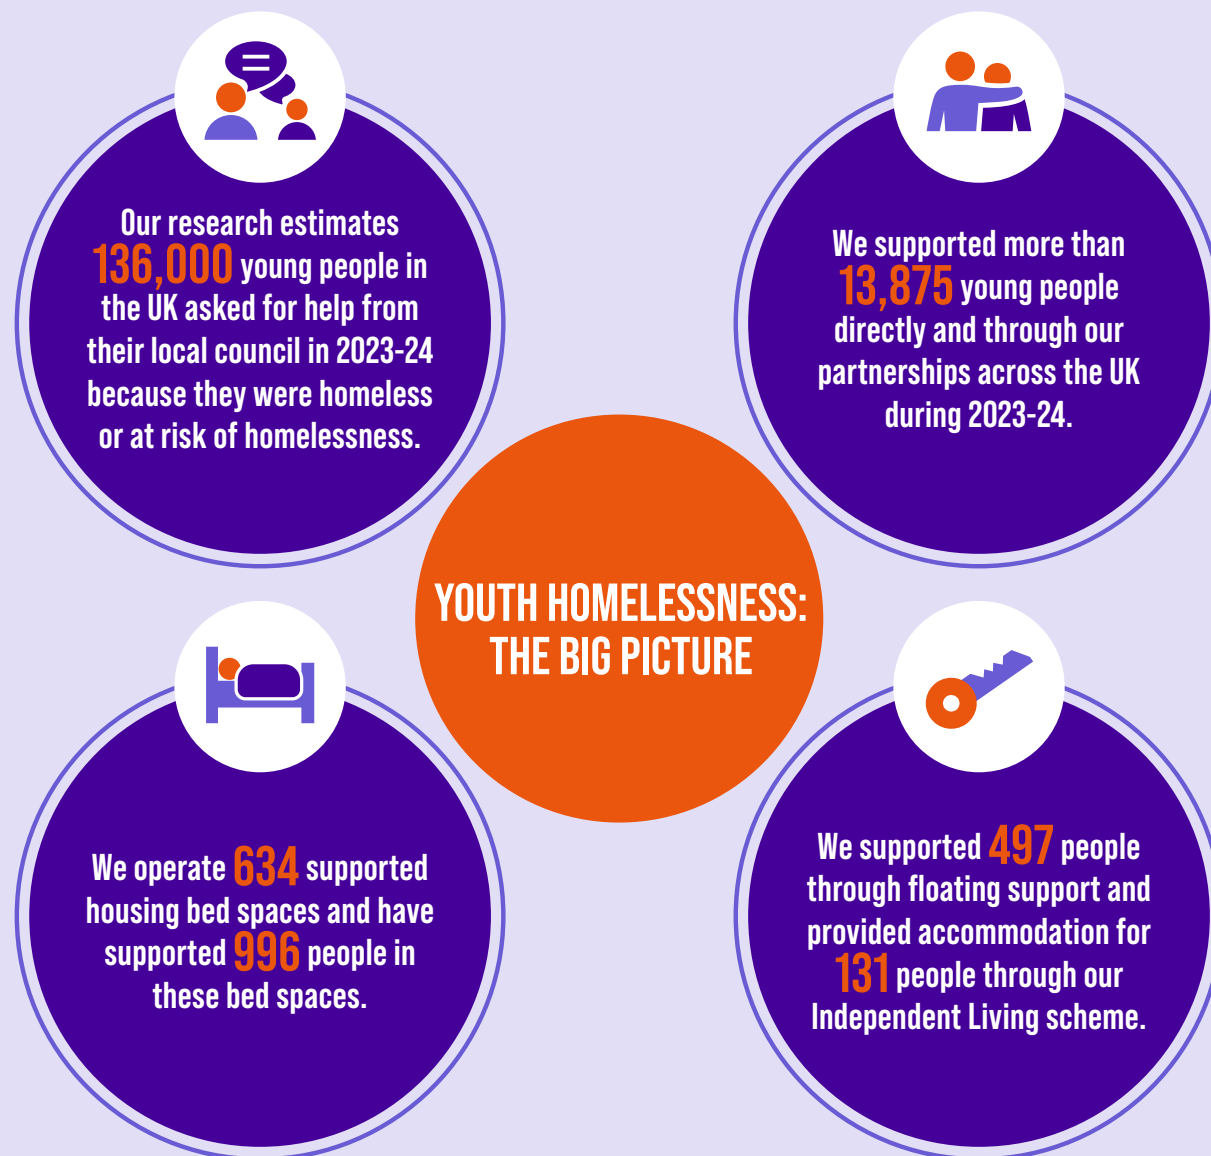 Our research estimates
136,000 young people in
the UK asked for help from
their local council in 2023-24
because they were homeless
or at risk of homelessness.
We supported more than
13,875 young people
directly and through our
partnerships across the UK
during 2023-24.
YOUTH HOMELESSNESS:
THE BIG PICTURE
We operate 634 supported
housing bed spaces and have
supported 996 people in
these bed spaces.
We supported 497 people
through floating support and
provided accommodation for
131 people through our
Independent Living scheme.